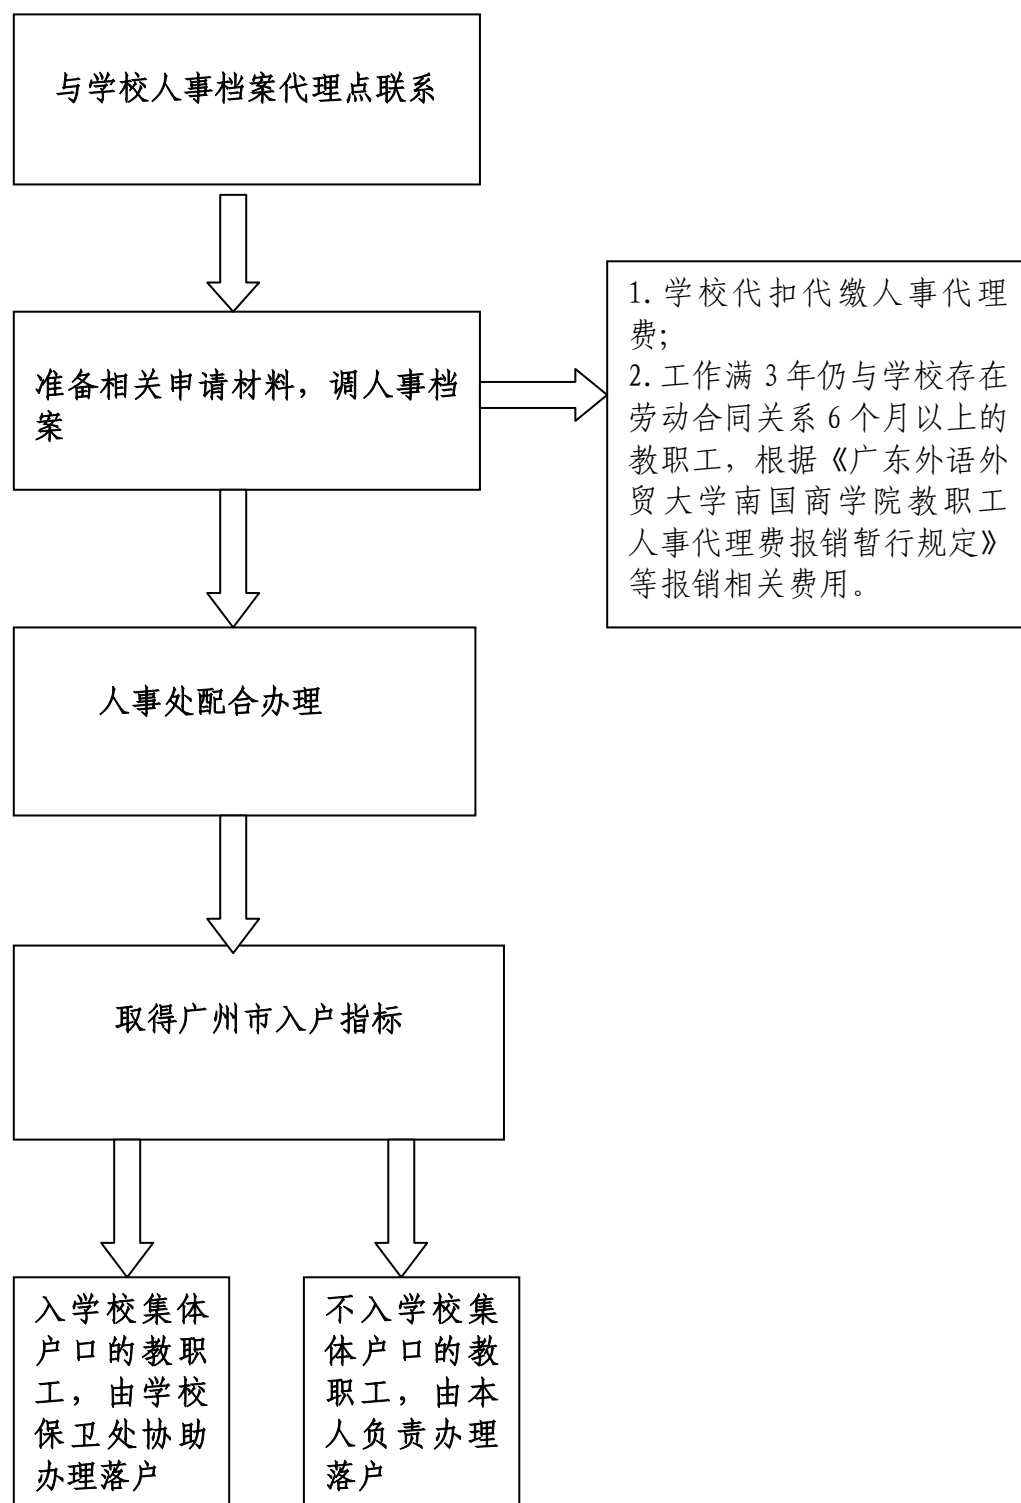 与学校人事档案代理点联系
准备相关申请材料，调人事档
案
1. 学校代扣代缴人事代理
费;
2. 工作满 3 年仍与学校存在
劳动合同关系 6 个月以上的
教职工，根据《广东外语外
贸大学南国商学院教职工
人事代理费报销暂行规定》
等报销相关费用。
人事处配合办理
取得广州市入户指标
入学校集体
户口的教职
工，由学校
保卫处协助
办理落户
不入学校集
体户口的教
职工，由本
人负责办理
落户